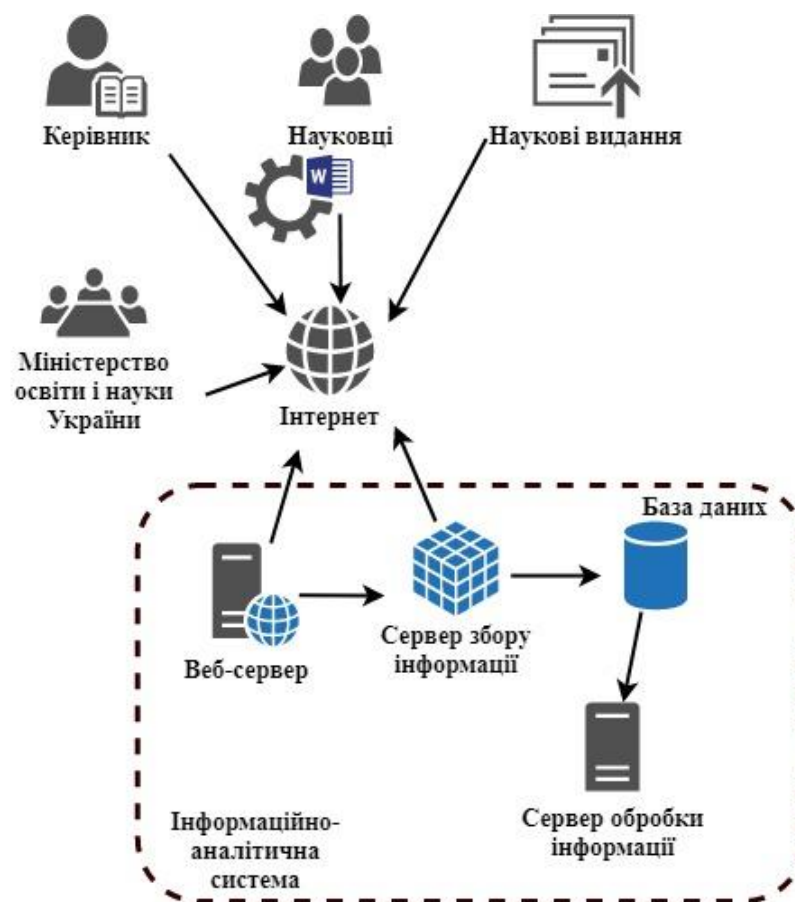 Керівник
Науковці
Наукові видання
W
Міністерство
освіти і науки
України
Інтернет
База даних
Веб-сервер
Сервер збору
інформації
Сервер обробки
інформації
Інформаційно-
аналітична
система